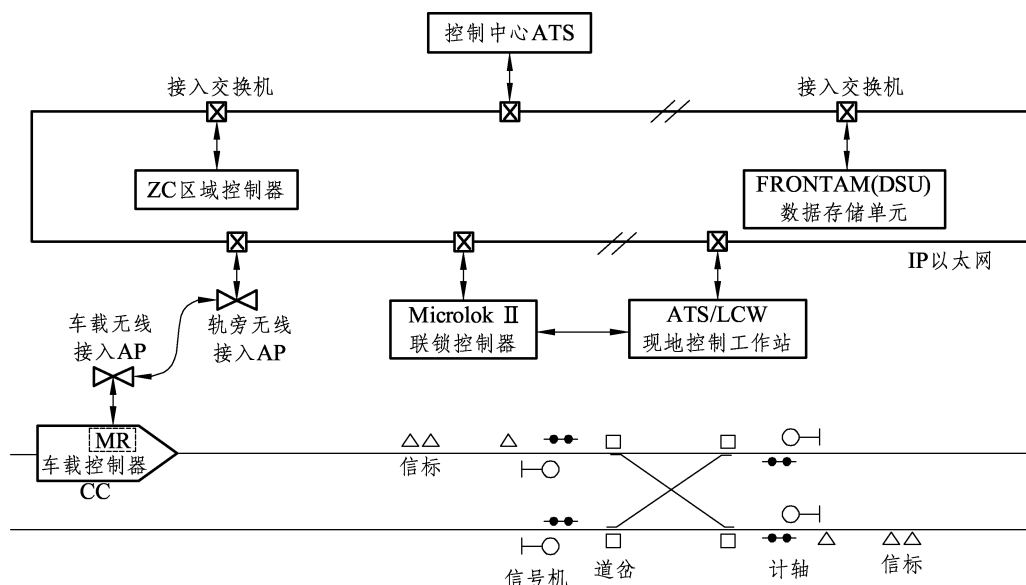 控制中心ATS
接入交换机
接入交换机
ZC区域控制器
FRONTAM(DSU)
数据存储单元
IP以太网
车载无线
接入AP
轨旁无线
接入AP
Microlok Ⅱ
联锁控制器
ATS/LCW
现地控制工作站
MR
车载控制器
CC
信标
信号机
道岔
计轴
信标